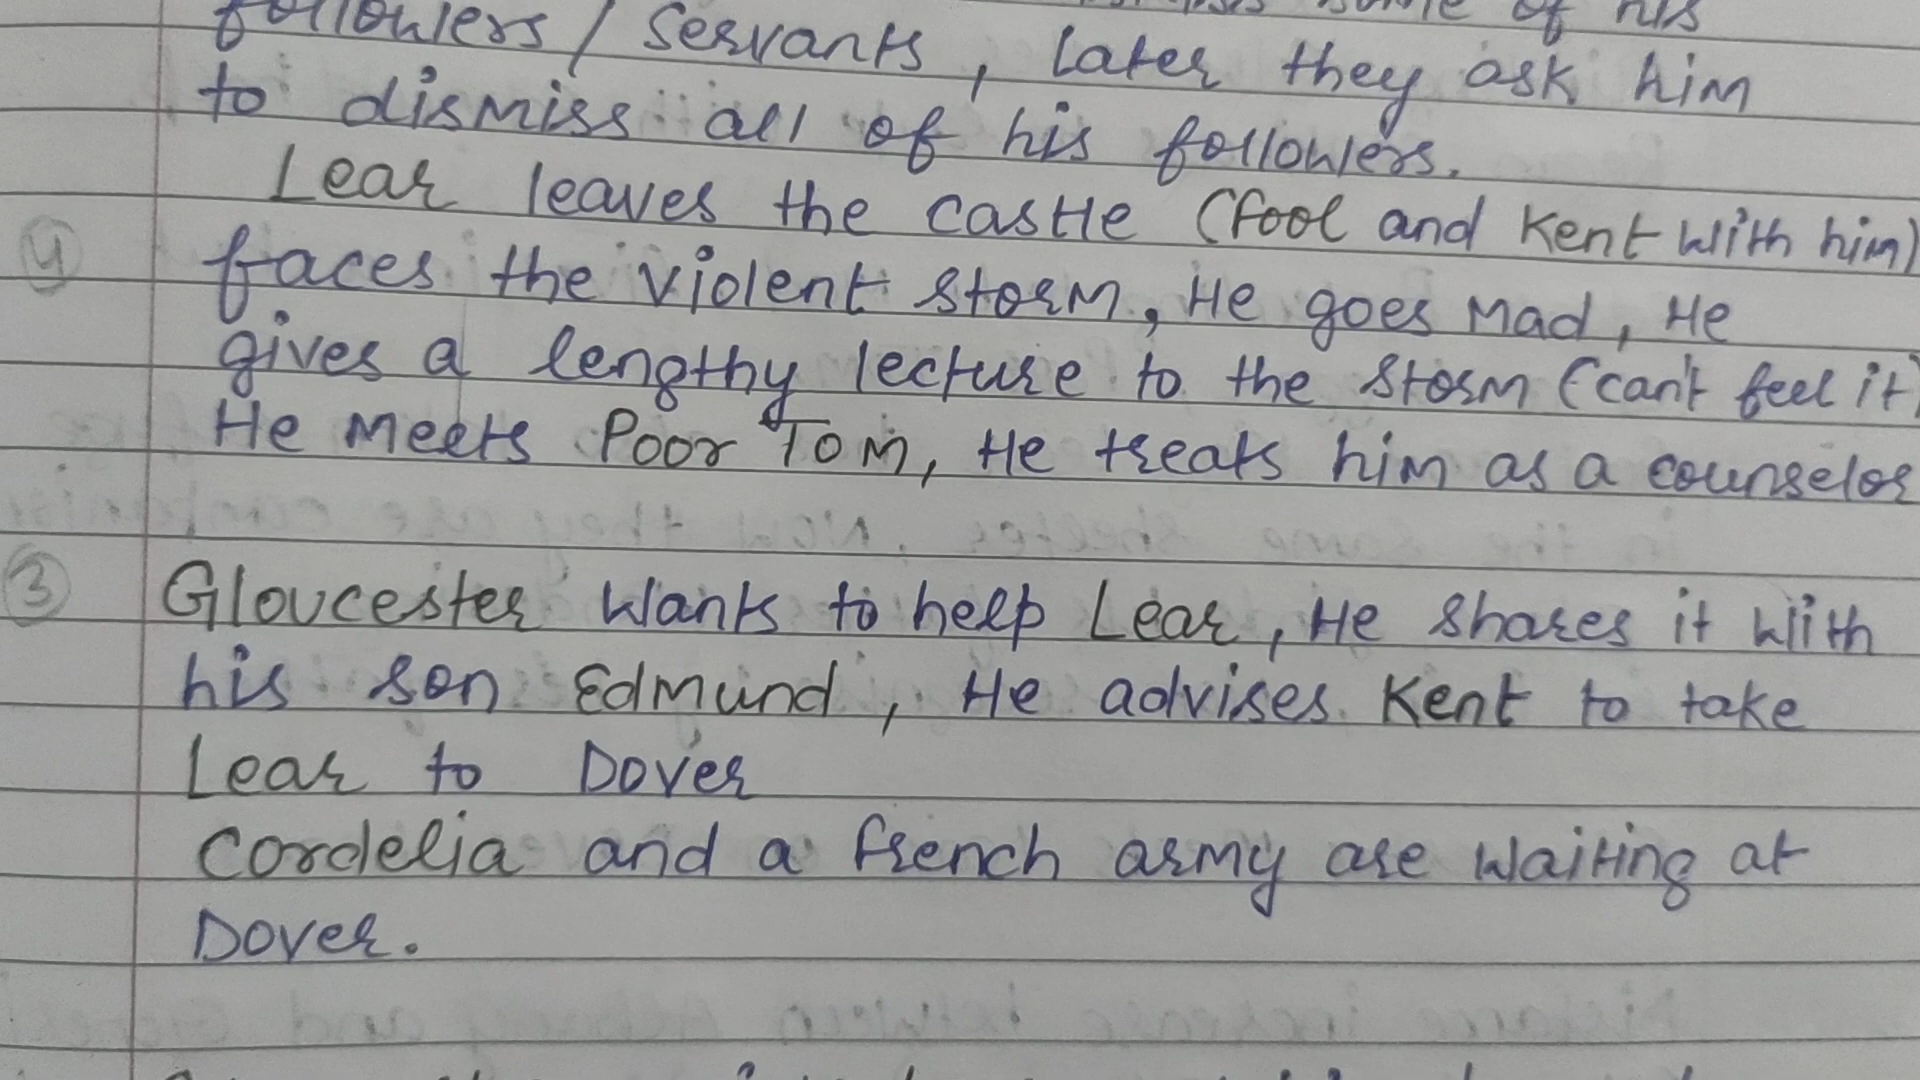 some of his
followers / servants, later they ask him
to dismiss all of his followers.
Lear leaves the castle (fool and Kent with him)
4 faces the violent storm, He goes mad, He
gives a lengthy lecture to the storm (can't feel it)
He meets Poor Tom, He treats him as a counselor
3 Gloucester wants to help Lear, He shares it with
his son Edmund, He advises Kent to take
Lear to Dover
Cordelia and a french army are waiting at
Dover.